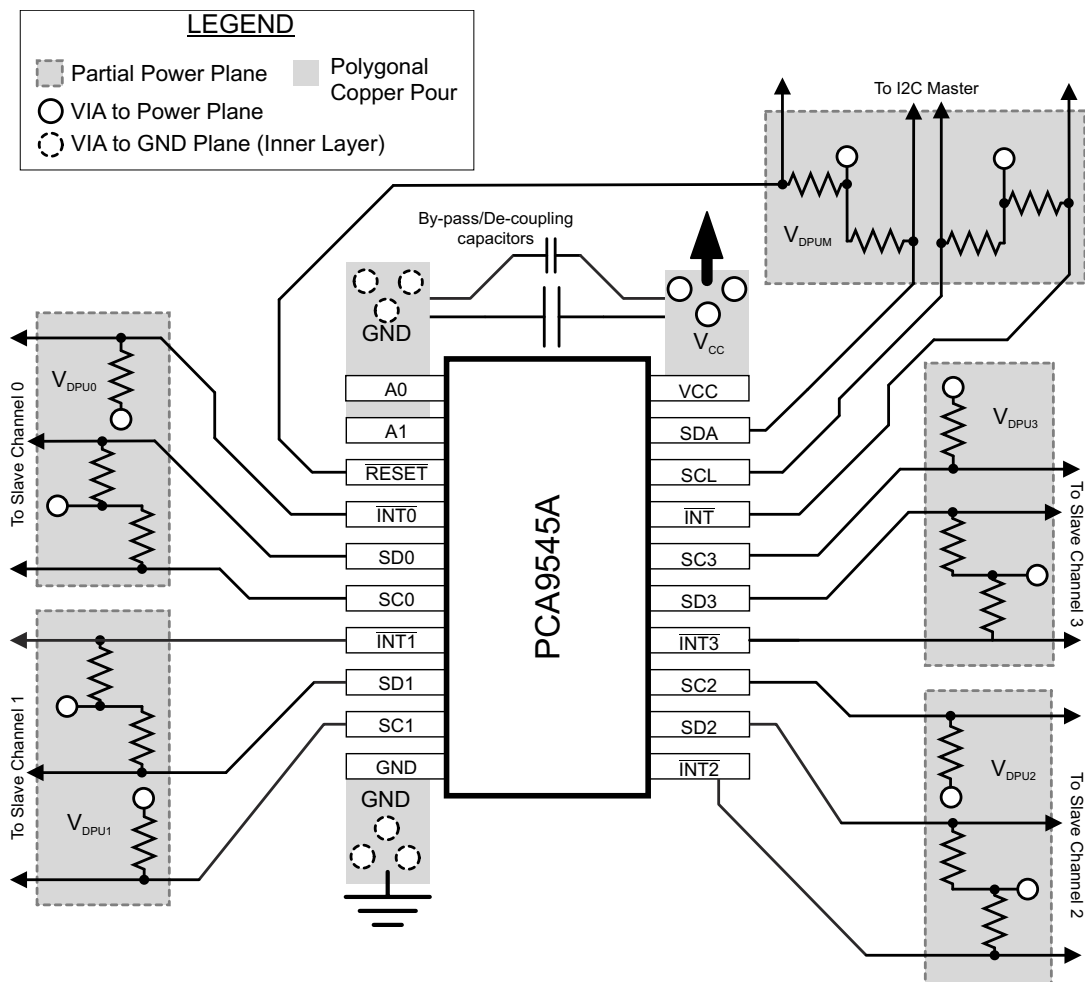 LEGEND
Partial Power Plane
Polygonal
Copper Pour
VIA to Power Plane
VIA to GND Plane (Inner Layer)
To I2C Master
By-pass/De-coupling
capacitors
VDPUM
GND
VCC
To Slave Channel 0
VDPU0
To Slave Channel 1
VDPU1
A0
A1
RESET
INT0
SD0
SC0
INT1
SD1
SC1
GND
GND
PCA9545A
VCC
SDA
SCL
INT
SC3
SD3
INT3
SC2
SD2
INT2
VDPU3
To Slave Channel 3
VDPU2
To Slave Channel 2